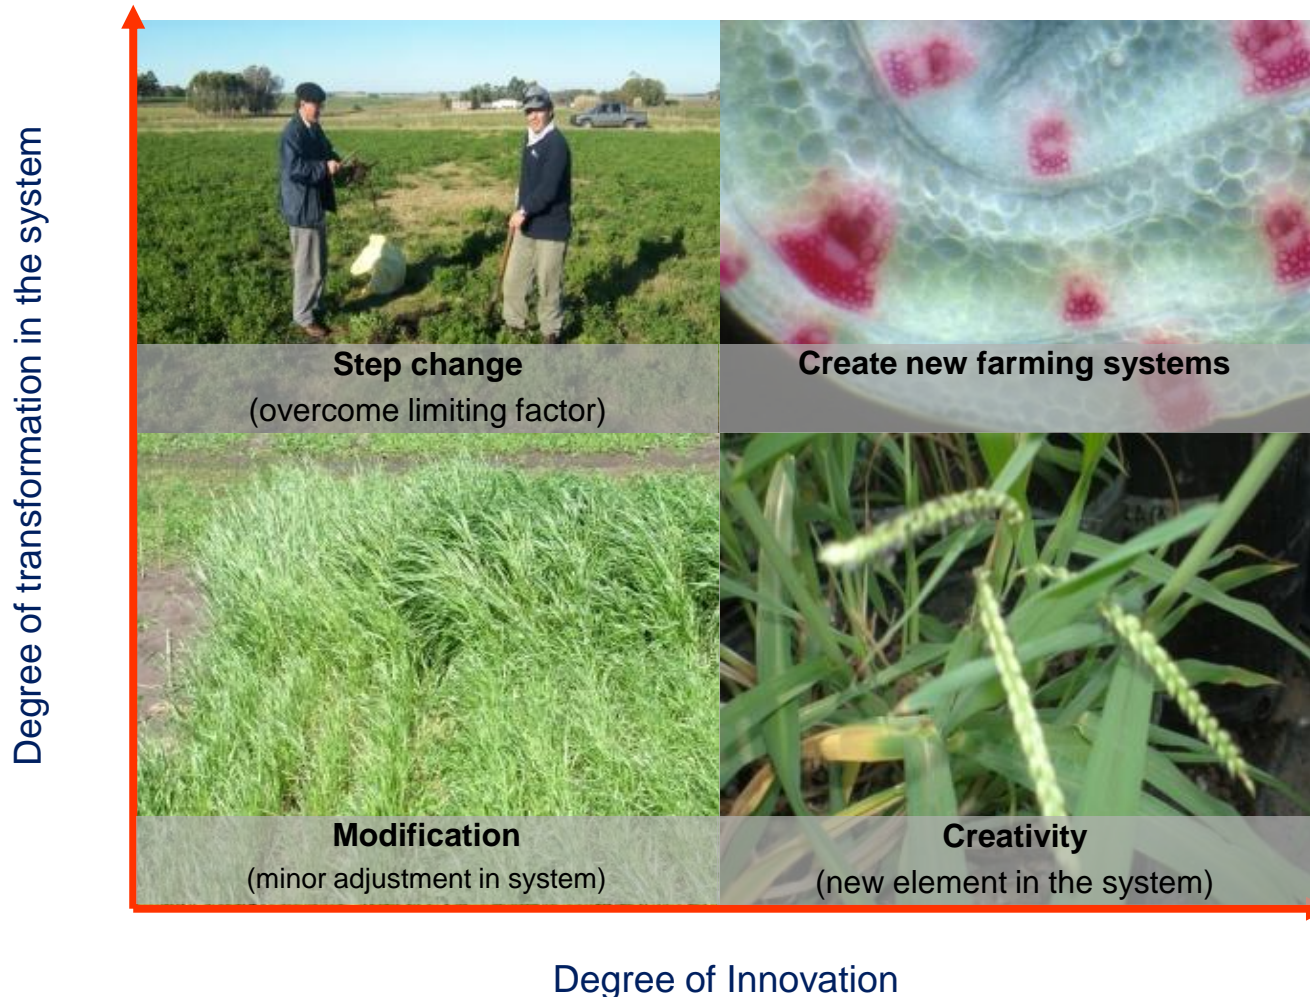 Degree of transformation in the system
Step change
(overcome limiting factor)
Create new farming systems
Modification
(minor adjustment in system)
Creativity
(new element in the system)
Degree of Innovation